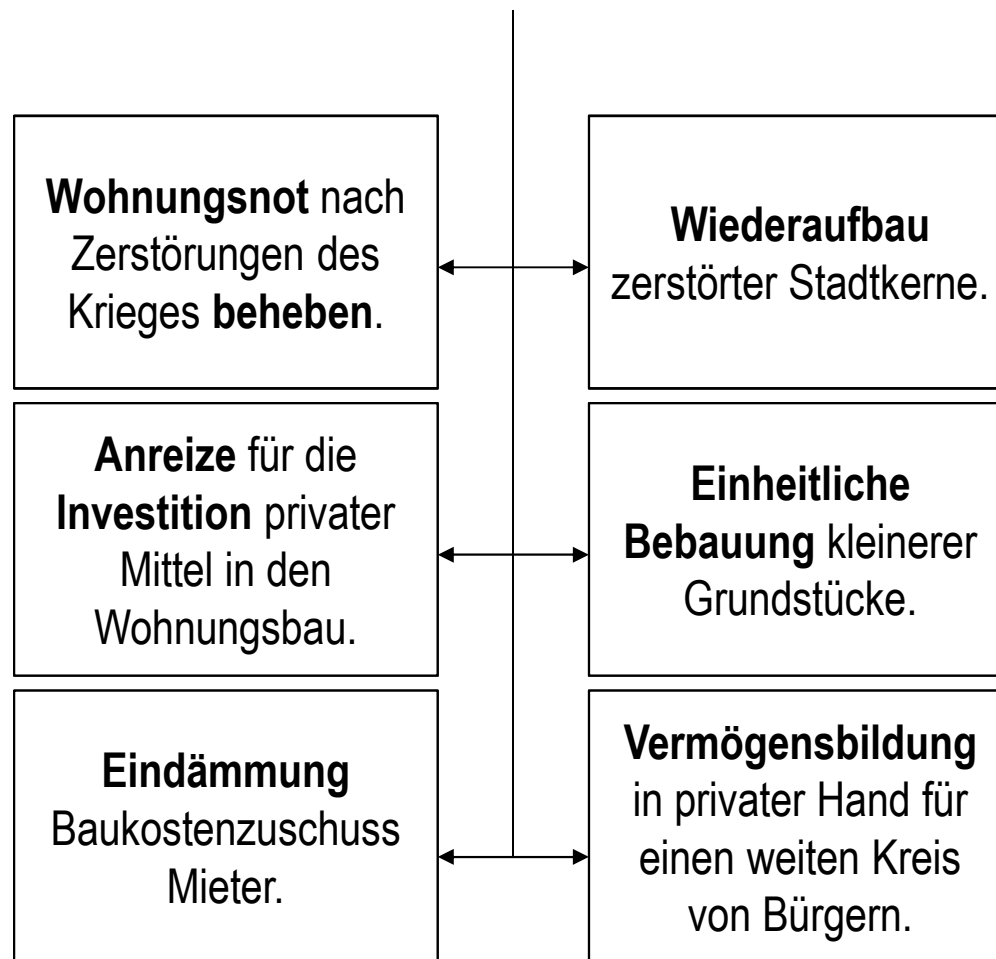 Wohnungsnot nach
Zerstörungen des
Krieges beheben.
Wiederaufbau
zerstörter Stadtkerne.
Anreize für die
Investition privater
Mittel in den
Wohnungsbau.
Einheitliche
Bebauung kleinerer
Grundstücke.
Eindämmung
Baukostenzuschuss
Mieter.
Vermögensbildung
in privater Hand für
einen weiten Kreis
von Bürgern.